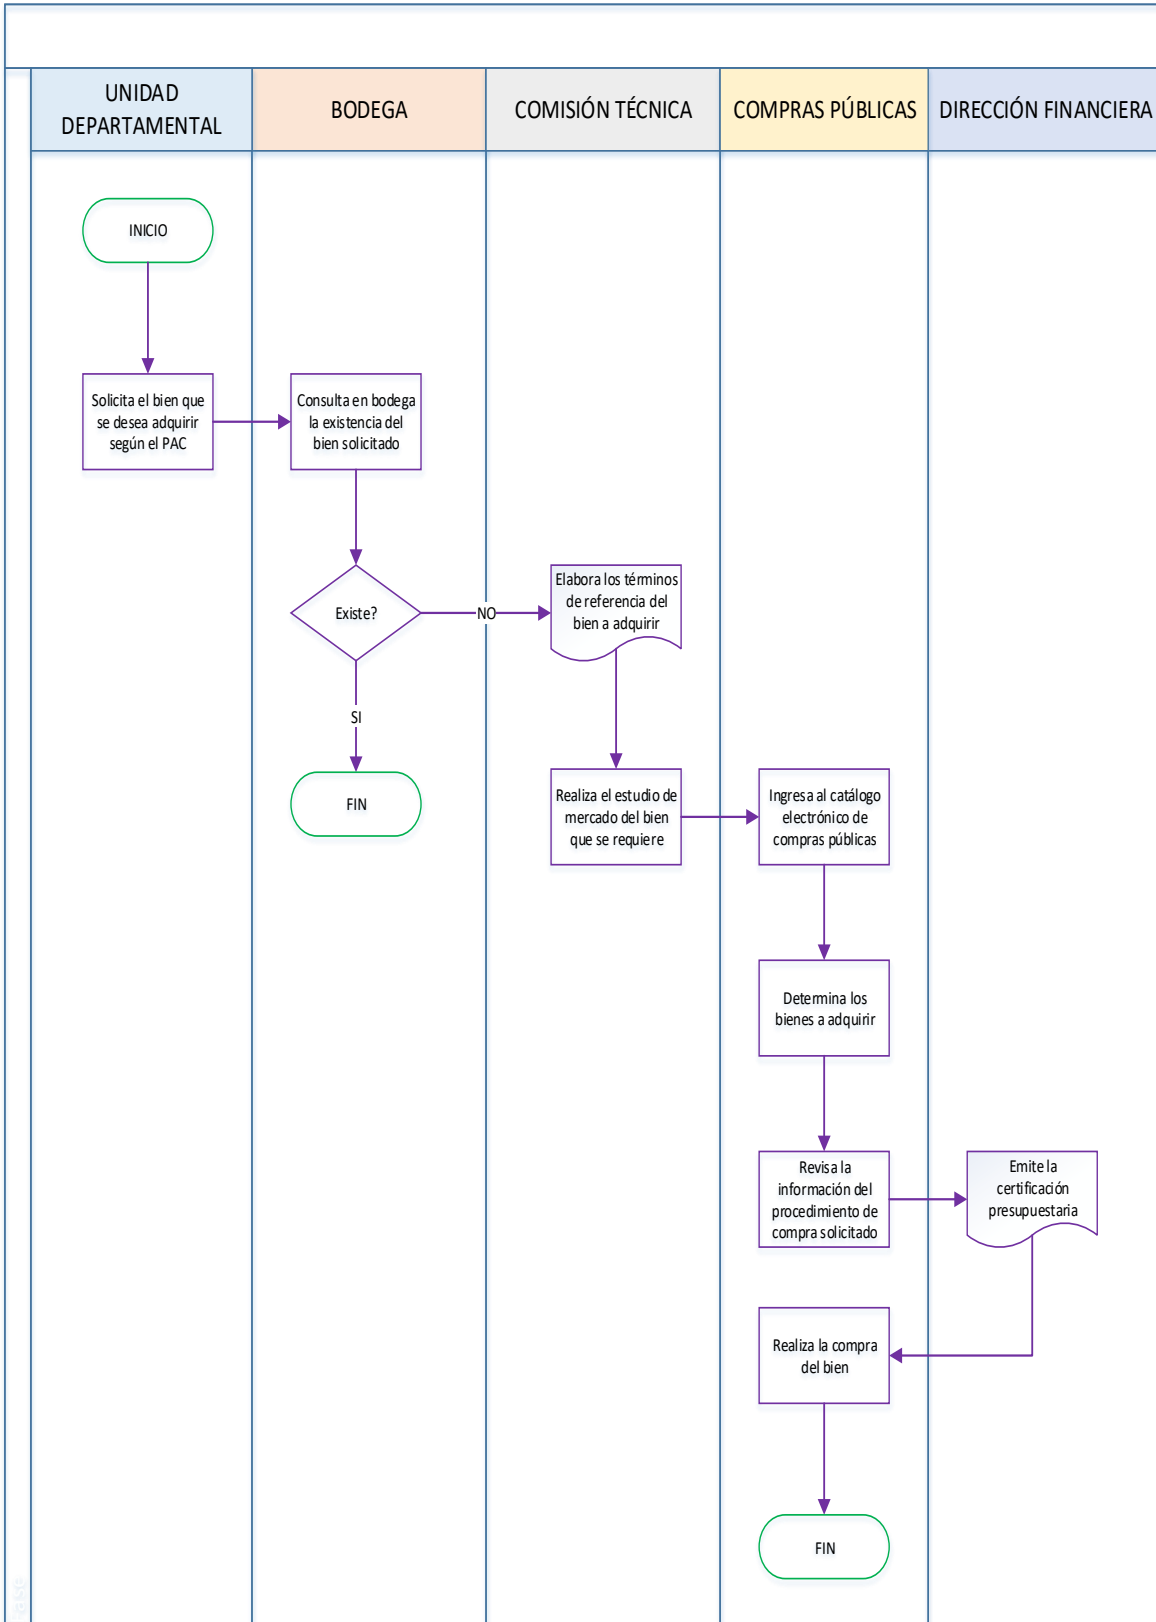 UNIDAD
DEPARTAMENTAL
BODEGA
COMISIÓN TÉCNICA
COMPRAS PÚBLICAS
DIRECCIÓN FINANCIERA
INICIO
Solicita el bien que
se desea adquirir
según el PAC
Consulta en bodega
la existencia del
bien solicitado
Existe?
NO
Elabora los términos
de referencia del
bien a adquirir
SI
FIN
Realiza el estudio de
mercado del bien
que se requiere
Ingresa al catálogo
electrónico de
compras públicas
Determina los
bienes a adquirir
Revisa la
información del
procedimiento de
compra solicitado
Emite la
certificación
presupuestaria
Realiza la compra
del bien
FIN